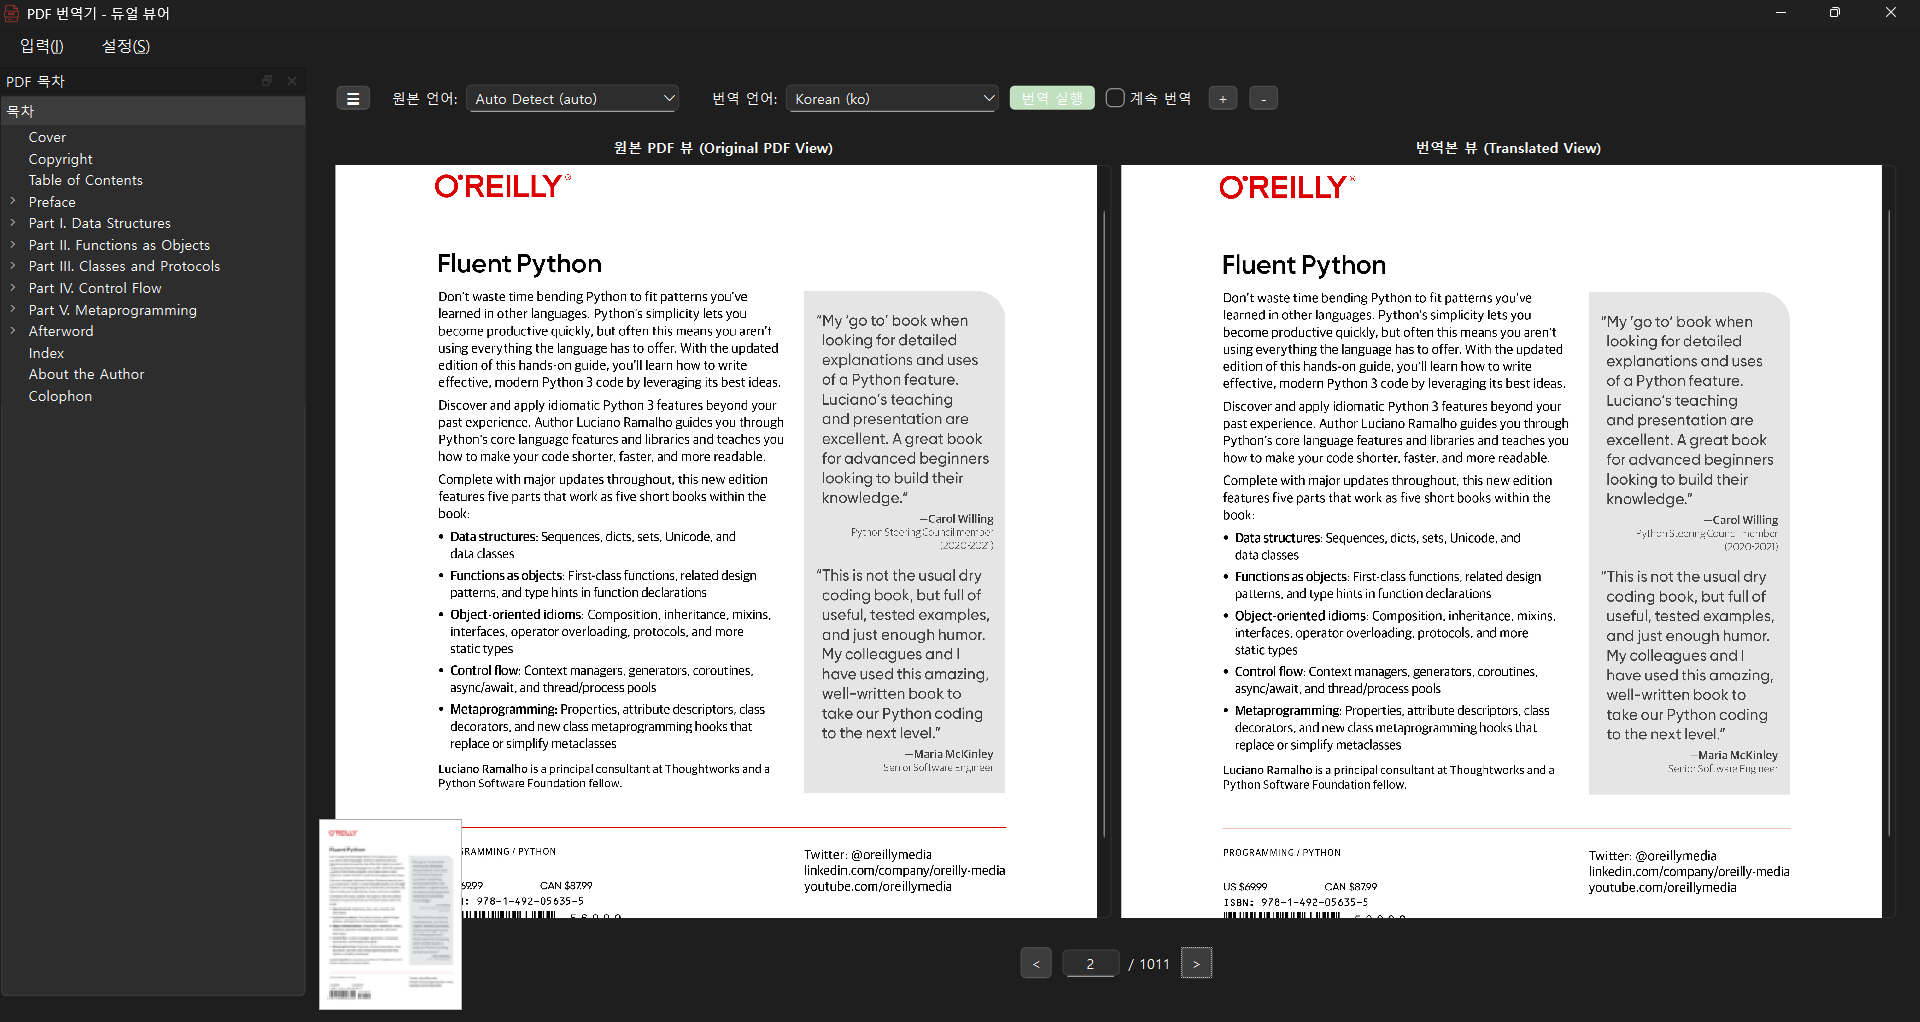 PDF 번역기 - 듀얼 뷰어
입력(I) 설정(S)
PDF 목차
목차
Cover
Copyright
Table of Contents
Preface
Part I. Data Structures
Part II. Functions as Objects
Part III. Classes and Protocols
Part IV. Control Flow
Part V. Metaprogramming
Afterword
Index
About the Author
Colophon
원본 언어: Auto Detect (auto) 번역 언어: Korean (ko) 번역 실행 계속 번역 + -
원본 PDF 뷰 (Original PDF View)
O'REILLY®
Fluent Python
Don't waste time bending Python to fit patterns you've
learned in other languages. Python's simplicity lets you
become productive quickly, but often this means you aren't
using everything the language has to offer. With the updated
edition of this hands-on guide, you'll learn how to write
effective, modern Python 3 code by leveraging its best ideas.
Discover and apply idiomatic Python 3 features beyond your
past experience. Author Luciano Ramalho guides you through
Python's core language features and libraries and teaches you
how to make your code shorter, faster, and more readable.
Complete with major updates throughout, this new edition
features five parts that work as five short books within the
book:
• Data structures: Sequences, dicts, sets, Unicode, and
data classes
• Functions as objects: First-class functions, related design
patterns, and type hints in function declarations
• Object-oriented idioms: Composition, inheritance, mixins,
interfaces, operator overloading, protocols, and more
static types
• Control flow: Context managers, generators, coroutines,
async/await, and thread/process pools
• Metaprogramming: Properties, attribute descriptors, class
decorators, and new class metaprogramming hooks that
replace or simplify metaclasses
Luciano Ramalho is a principal consultant at Thoughtworks and a
Python Software Foundation fellow.
"My 'go to' book when
looking for detailed
explanations and uses
of a Python feature.
Luciano's teaching
and presentation are
excellent. A great book
for advanced beginners
looking to build their
knowledge."
—Carol Willing
Python Steering Council member
(2020-2021)
"This is not the usual dry
coding book, but full of
useful, tested examples,
and just enough humor.
My colleagues and I
have used this amazing,
well-written book to
take our Python coding
to the next level."
—Maria McKinley
Senior Software Engineer
RAMMING / PYTHON
69.99 CAN $87.99
: 978-1-492-05635-5
Twitter: @oreillymedia
linkedin.com/company/oreilly-media
youtube.com/oreillymedia
O'REILLY
Fluent Python
번역본 뷰 (Translated View)
O'REILLY®
Fluent Python
Don't waste time bending Python to fit patterns you've
learned in other languages. Python's simplicity lets you
become productive quickly, but often this means you aren't
using everything the language has to offer. With the updated
edition of this hands-on guide, you'll learn how to write
effective, modern Python 3 code by leveraging its best ideas.
Discover and apply idiomatic Python 3 features beyond your
past experience. Author Luciano Ramalho guides you through
Python's core language features and libraries and teaches you
how to make your code shorter, faster, and more readable.
Complete with major updates throughout, this new edition
features five parts that work as five short books within the
book:
• Data structures: Sequences, dicts, sets, Unicode, and
data classes
• Functions as objects: First-class functions, related design
patterns, and type hints in function declarations
• Object-oriented idioms: Composition, inheritance, mixins,
interfaces, operator overloading, protocols, and more
static types
• Control flow: Context managers, generators, coroutines,
async/await, and thread/process pools
• Metaprogramming: Properties, attribute descriptors, class
decorators, and new class metaprogramming hooks that
replace or simplify metaclasses
Luciano Ramalho is a principal consultant at Thoughtworks and a
Python Software Foundation fellow.
"My 'go to' book when
looking for detailed
explanations and uses
of a Python feature.
Luciano's teaching
and presentation are
excellent. A great book
for advanced beginners
looking to build their
knowledge."
—Carol Willing
Python Steering Council member
(2020-2021)
"This is not the usual dry
coding book, but full of
useful, tested examples,
and just enough humor.
My colleagues and I
have used this amazing,
well-written book to
take our Python coding
to the next level."
—Maria McKinley
Senior Software Engineer
PROGRAMMING / PYTHON
US $69.99 CAN $87.99
ISBN: 978-1-492-05635-5
Twitter: @oreillymedia
linkedin.com/company/oreilly-media
youtube.com/oreillymedia
< 2 / 1011 >